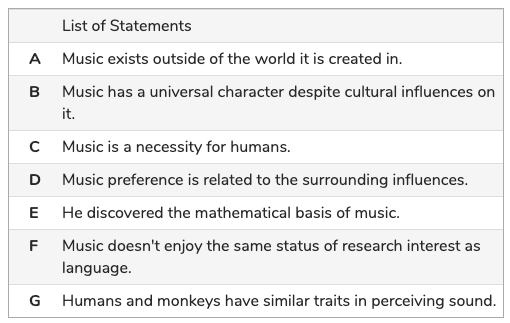 List of Statements
A Music exists outside of the world it is created in.
B Music has a universal character despite cultural influences on
it.
C Music is a necessity for humans.
D Music preference is related to the surrounding influences.
E He discovered the mathematical basis of music.
F Music doesn't enjoy the same status of research interest as
language.
G Humans and monkeys have similar traits in perceiving sound.